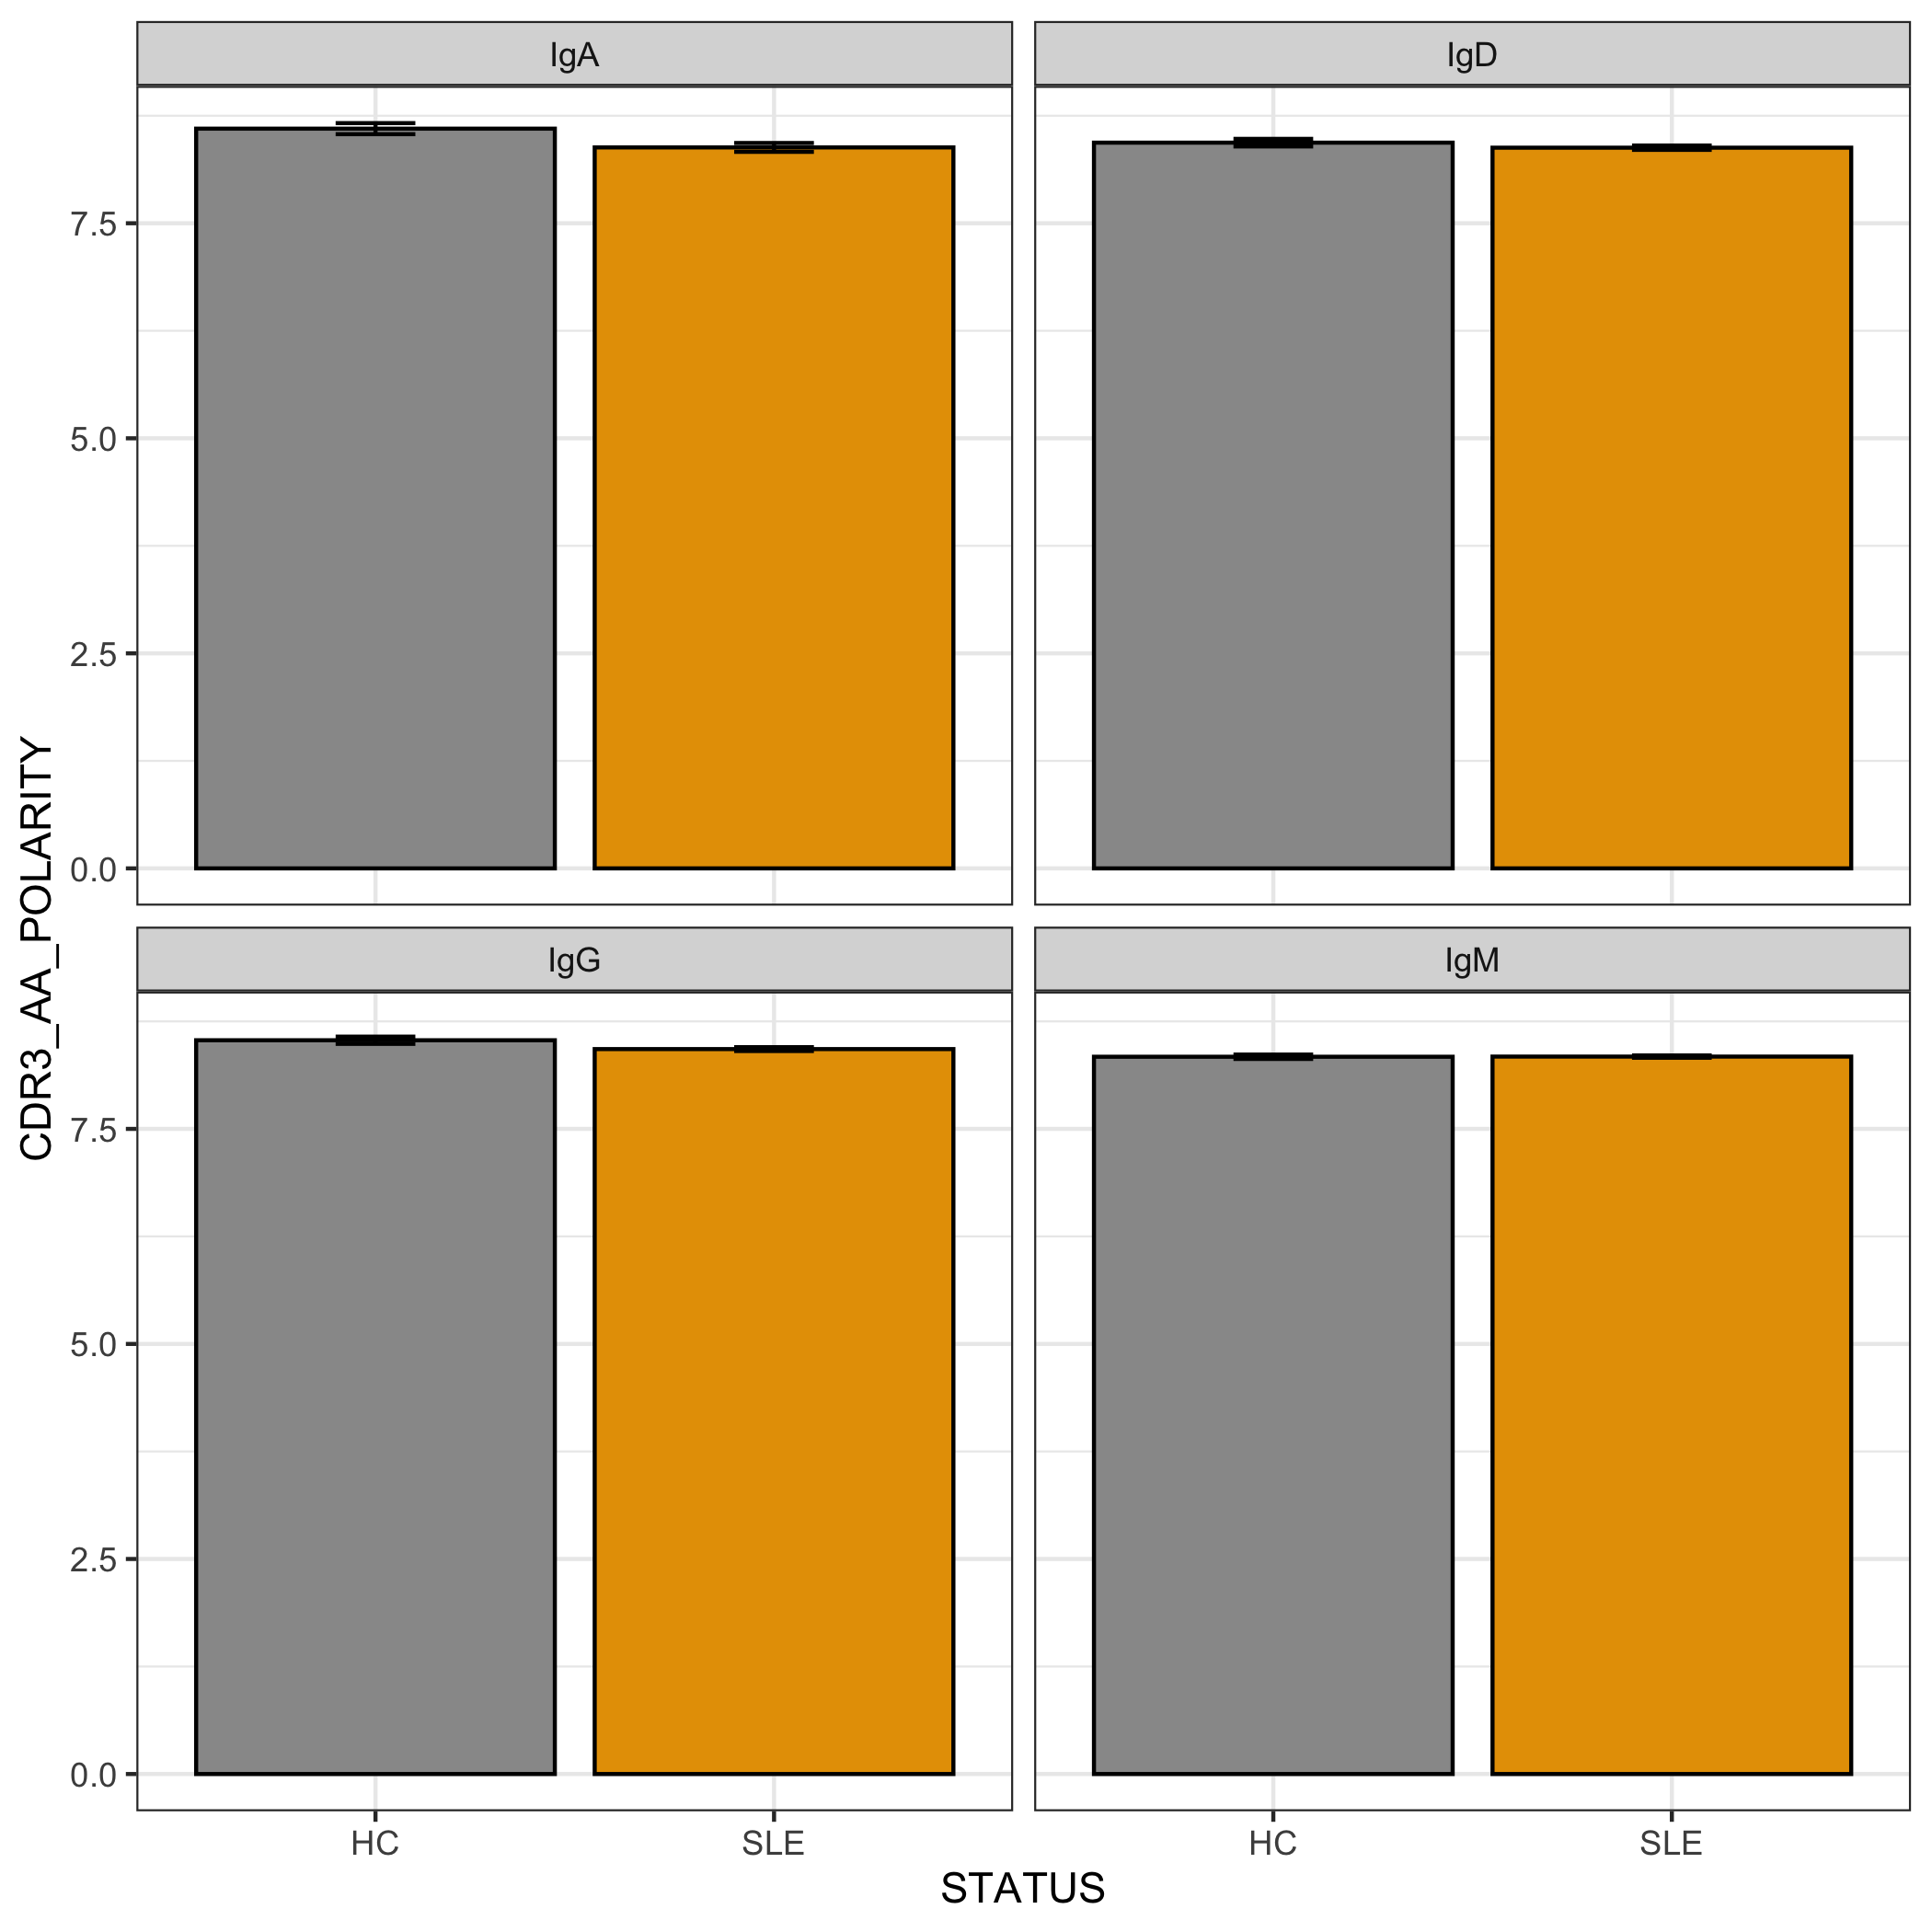 IgA
IgD
7.5
5.0
2.5
0.0
CDR3_AA_POLARITY
IgG
IgM
7.5
5.0
2.5
0.0
HC
SLE
HC
SLE
STATUS